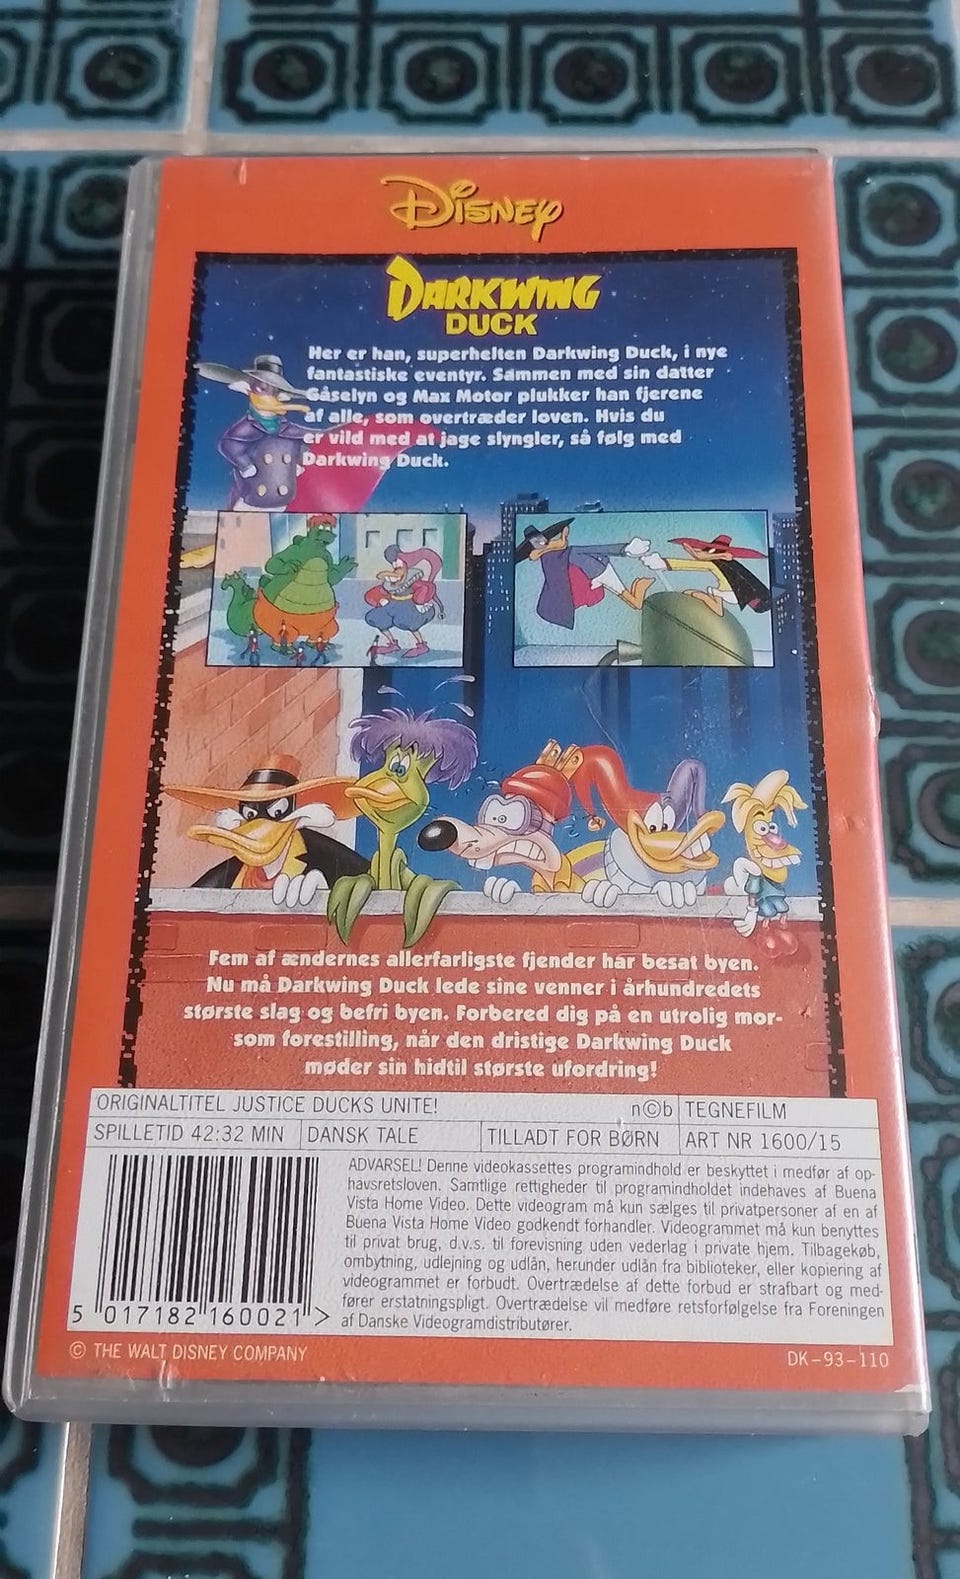 DISNEY
DARKWING
DUCK
Her er han, superhelten Darkwing Duck, i nye
fantastiske eventyr. Sammen med sin datter
Gåselyn og Max Motor plukker han fjerene
af alle, som overtræder loven. Hvis du
er vild med at jage slyngler, så følg med
Darkwing Duck.
Fem af ændernes allerfarligste fjender har besat byen.
Nu må Darkwing Duck lede sine venner i århundredets
største slag og befri byen. Forbered dig på en utrolig mor-
som forestilling, når den dristige Darkwing Duck
møder sin hidtil største ufordring!
ORIGINALTITEL JUSTICE DUCKS UNITE! n©b TEGNEFILM
SPILLETID 42:32 MIN DANSK TALE TILLADT FOR BØRN ART NR 1600/15
ADVARSEL! Denne videokassettes programindhold er beskyttet i medfør af op-
havsretsloven. Samtlige rettigheder til programindholdet indehaves af Buena
Vista Home Video. Dette videogram må kun sælges til privatpersoner af en af
Buena Vista Home Video godkendt forhandler. Videogrammet må kun benyttes
til privat brug, d.v.s. til forevisning uden vederlag i private hjem. Tilbagekøb,
ombytning, udlejning og udlån, herunder udlån fra biblioteker, eller kopiering af
videogrammet er forbudt. Overtrædelse af dette forbud er strafbart og med-
fører erstatningspligt. Overtrædelse vil medføre retsforfølgelse fra Foreningen
af Danske Videogramdistributører.
5 017182 160021 >
© THE WALT DISNEY COMPANY
DK-93-110